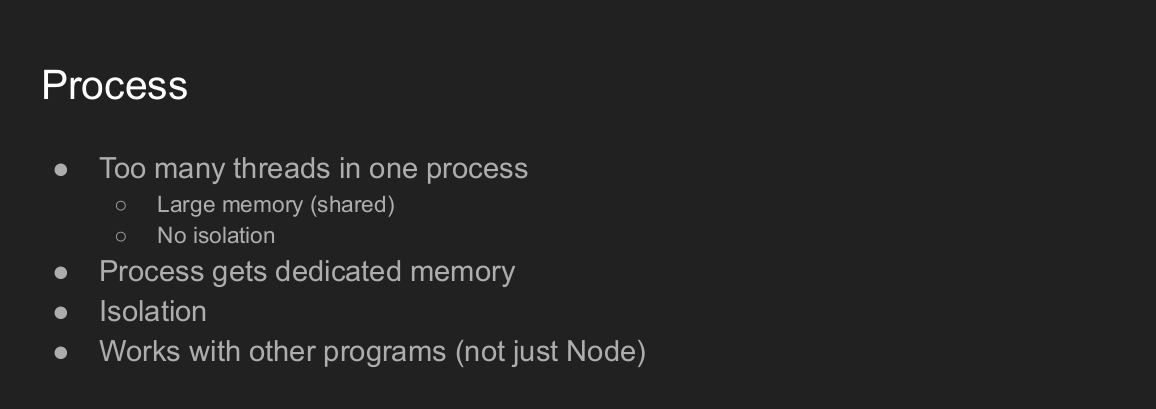 Process
● Too many threads in one process
○ Large memory (shared)
○ No isolation
● Process gets dedicated memory
● Isolation
● Works with other programs (not just Node)